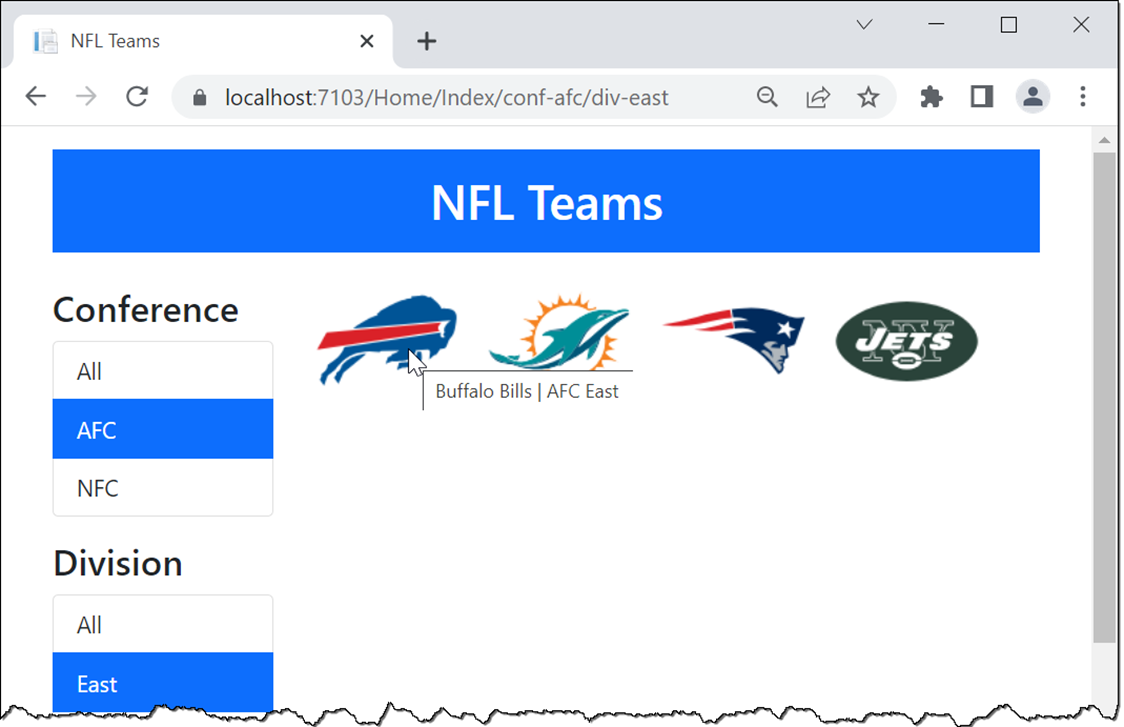 NFL Teams
localhost:7103/Home/Index/conf-afc/div-east
NFL Teams
Conference
All
AFC
NFC
NY
JETS
Buffalo Bills | AFC East
Division
All
East